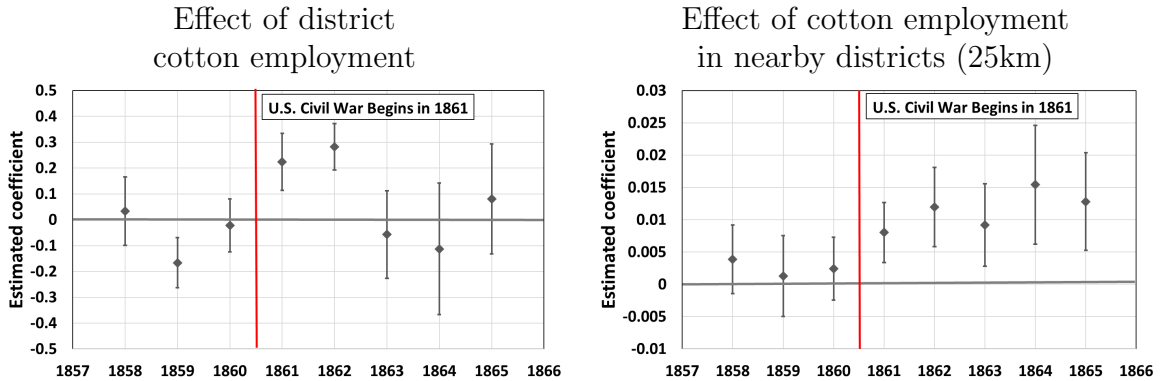 Effect of district
cotton employment
Estimated coefficient
0.5
0.4
0.3
0.2
0.1
0
-0.1
-0.2
-0.3
-0.4
-0.5
U.S. Civil War Begins in 1861
1857 1858 1859 1860 1861 1862 1863 1864 1865 1866
Effect of cotton employment
in nearby districts (25km)
Estimated coefficient
0.03
0.025
0.02
0.015
0.01
0.005
0
-0.005
-0.01
U.S. Civil War Begins in 1861
1857 1858 1859 1860 1861 1862 1863 1864 1865 1866